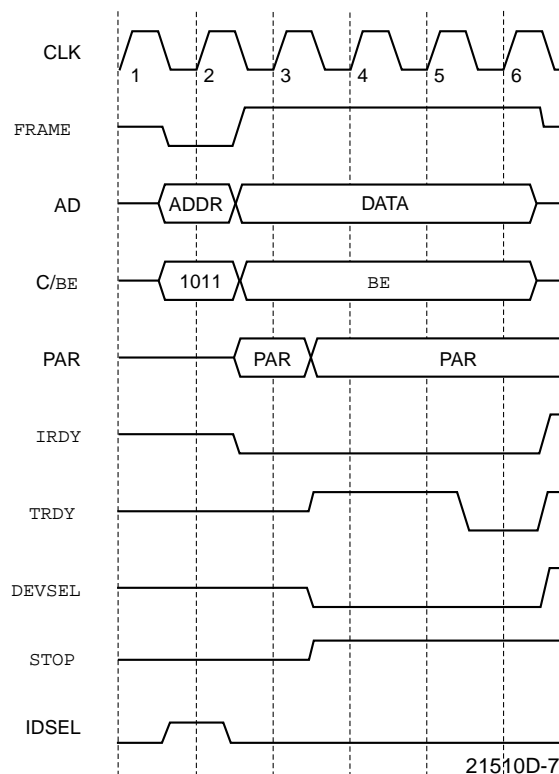 CLK
1 2 3 4 5 6
FRAME
AD ADDR DATA
C/BE 1011 BE
PAR PAR PAR
IRDY
TRDY
DEVSEL
STOP
IDSEL
21510D-7